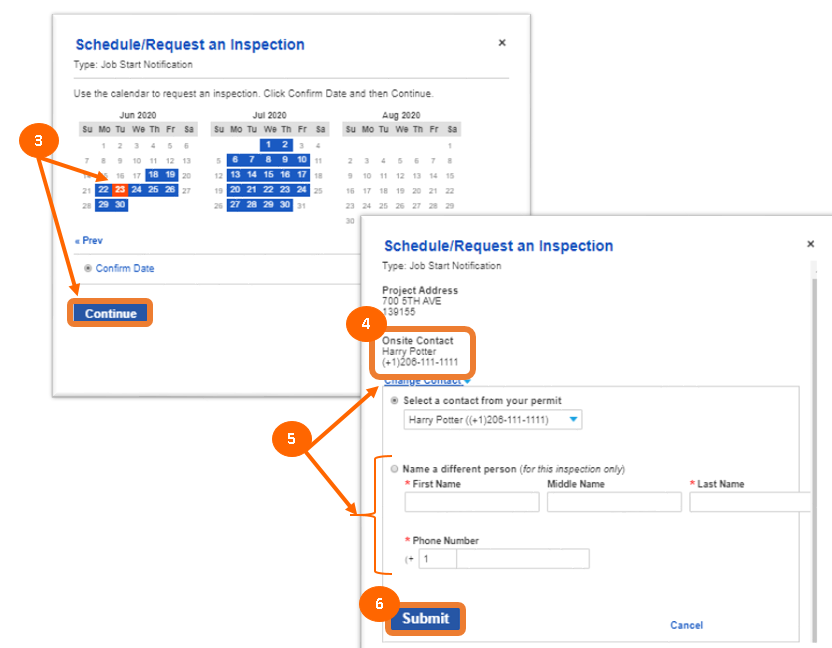 Schedule/Request an Inspection
×
Type: Job Start Notification
Use the calendar to request an inspection. Click Confirm Date and then Continue.
Jun 2020
Su Mo Tu We Th Fr Sa
1 2 3 4 5 6
7 8 9 10 11 12 13
14 15 16 17 18 19 20
21 22 23 24 25 26 27
28 29 30
Jul 2020
Su Mo Tu We Th Fr Sa
1 2 3 4
5 6 7 8 9 10 11
12 13 14 15 16 17 18
19 20 21 22 23 24 25
26 27 28 29 30 31
Aug 2020
Su Mo Tu We Th Fr Sa
1
2 3 4 5 6 7 8
9 10 11 12 13 14 15
16 17 18 19 20 21 22
23 24 25 26 27 28 29
30
« Prev
Confirm Date
3
Continue
Schedule/Request an Inspection
×
Type: Job Start Notification
Project Address
700 5TH AVE
139155
4
Onsite Contact
Harry Potter
(+1)206-111-1111
Change Contact
5
Select a contact from your permit
Harry Potter ((+1)206-111-1111)
Name a different person (for this inspection only)
* First Name
Middle Name
* Last Name
* Phone Number
(+ 1
6
Submit
Cancel